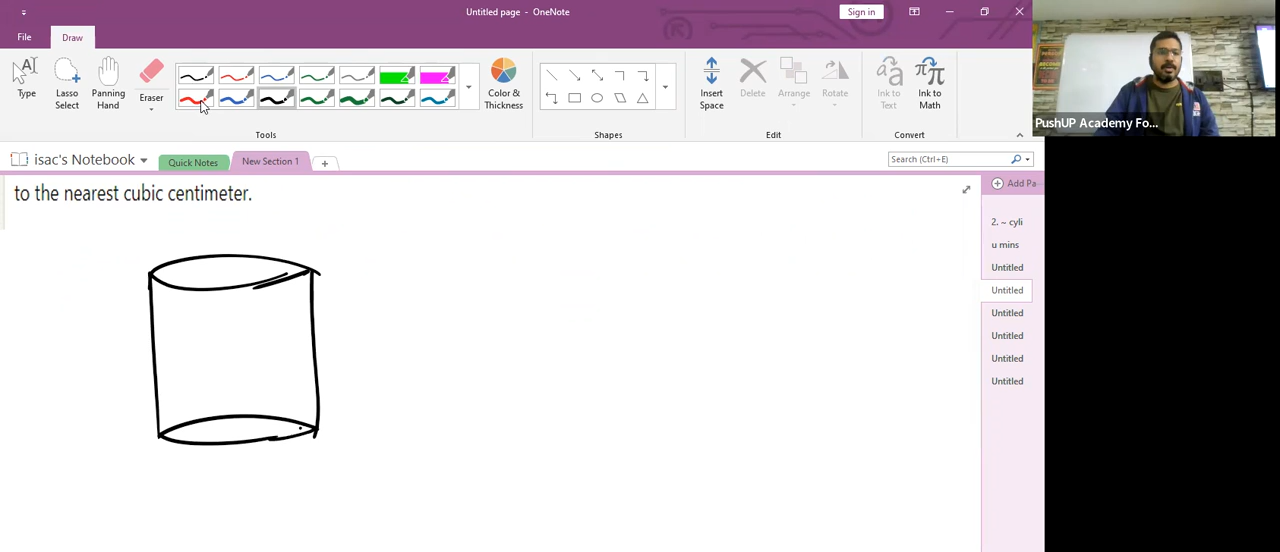 Untitled page - OneNote
Sign in
File
Draw
Type
Lasso Select
Panning Hand
Eraser
Color & Thickness
Insert Space
Delete
Arrange
Rotate
Ink to Text
Ink to Math
Tools
Shapes
Edit
Convert
PushUP Academy Fo...
isac's Notebook
Quick Notes
New Section 1
Search (Ctrl+E)
to the nearest cubic centimeter.
Add Pa
2. ~ cyli
u mins
Untitled
Untitled
Untitled
Untitled
Untitled
Untitled